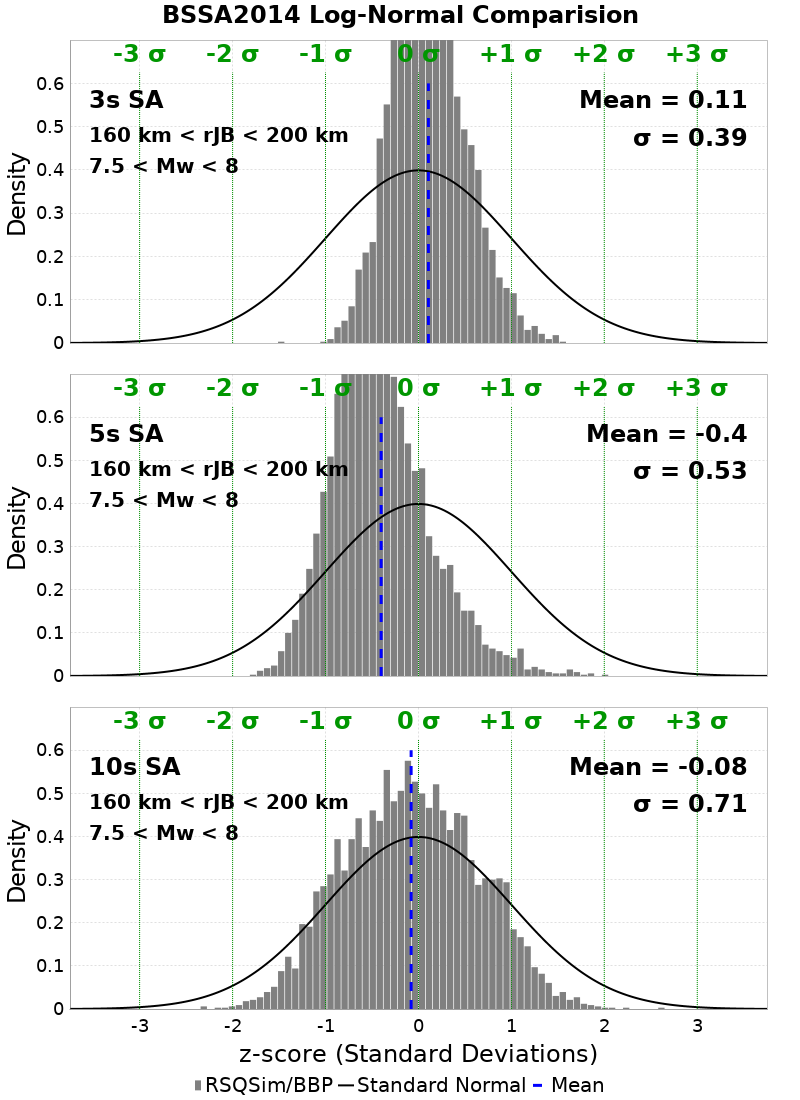 BSSA2014 Log-Normal Comparision
-3 σ -2 σ -1 σ 0 σ +1 σ +2 σ +3 σ
3s SA
160 km < rJB < 200 km
7.5 < Mw < 8
Mean = 0.11
σ = 0.39
Density
0.6
0.5
0.4
0.3
0.2
0.1
0
-3 σ -2 σ -1 σ 0 σ +1 σ +2 σ +3 σ
5s SA
160 km < rJB < 200 km
7.5 < Mw < 8
Mean = -0.4
σ = 0.53
Density
0.6
0.5
0.4
0.3
0.2
0.1
0
-3 σ -2 σ -1 σ 0 σ +1 σ +2 σ +3 σ
10s SA
160 km < rJB < 200 km
7.5 < Mw < 8
Mean = -0.08
σ = 0.71
Density
0.6
0.5
0.4
0.3
0.2
0.1
0
-3 -2 -1 0 1 2 3
z-score (Standard Deviations)
RSQSim/BBP Standard Normal Mean